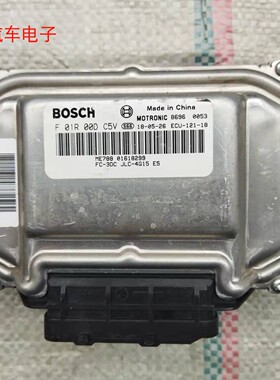 汽车电子
BOSCH
Made in China
MOTRONIC 8696 0053
F 01R 00D C5V 18-05-26 ECU-121-18
ME788 01618299
FC-3DC JLC-4G15 E5